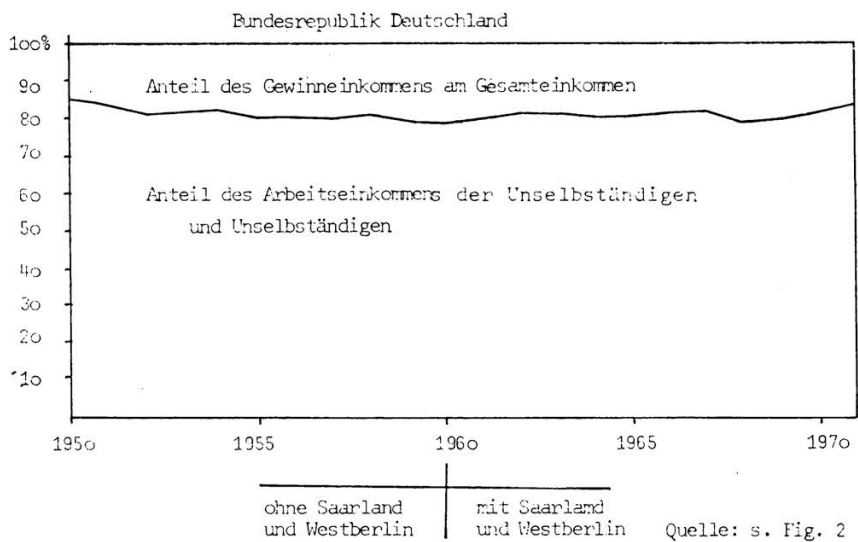 Bundesrepublik Deutschland
100%
90
Anteil des Gewinneinkommens am Gesamteinkommen
80
70
60
Anteil des Arbeitseinkommens der Unselbständigen
und Unselbständigen
50
40
30
20
10
1950 1955 1960 1965 1970
ohne Saarland
und Westberlin
mit Saarlamd
und Westberlin
Quelle: s. Fig. 2